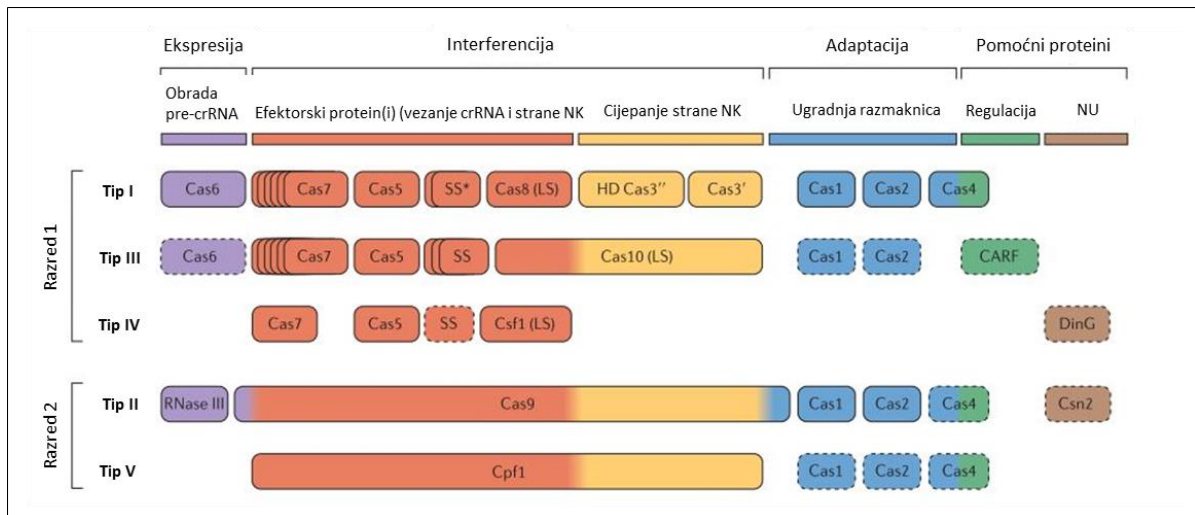 Ekspresija Interferencija Adaptacija Pomoćni proteini
Obrada
pre-crRNA
Efektorski protein(i) (vezanje crRNA i strane NK
Cijepanje strane NK
Ugradnja razmaknica
Regulacija
NU
Razred 1
Tip I Cas6 Cas7 Cas5 SS* Cas8 (LS) HD Cas3′′ Cas3′ Cas1 Cas2 Cas4
Tip III Cas6 Cas7 Cas5 SS Cas10 (LS) Cas1 Cas2 CARF
Tip IV Cas7 Cas5 SS Csf1 (LS) DinG
Razred 2
Tip II RNase III Cas9 Cas1 Cas2 Cas4 Csn2
Tip V Cpf1 Cas1 Cas2 Cas4